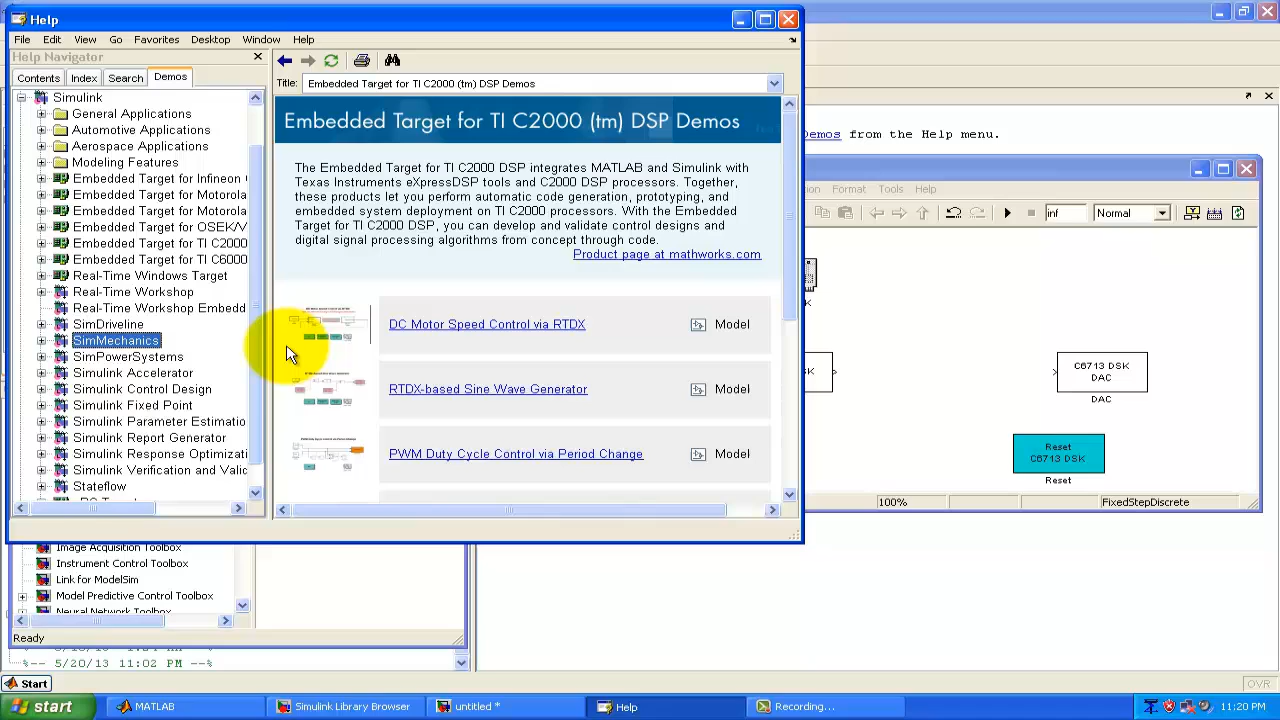 Help
File Edit View Go Favorites Desktop Window Help
Help Navigator
Contents Index Search Demos
Title: Embedded Target for TI C2000 (tm) DSP Demos
Simulink
General Applications
Automotive Applications
Aerospace Applications
Modeling Features
Embedded Target for Infineon
Embedded Target for Motorola
Embedded Target for Motorola
Embedded Target for OSEK/V
Embedded Target for TI C2000
Embedded Target for TI C6000
Real-Time Windows Target
Real-Time Workshop
Real-Time Workshop Embedd
SimDriveline
SimMechanics
SimPowerSystems
Simulink Accelerator
Simulink Control Design
Simulink Fixed Point
Simulink Parameter Estimatio
Simulink Report Generator
Simulink Response Optimizati
Simulink Verification and Valic
Stateflow
Embedded Target for TI C2000 (tm) DSP Demos
The Embedded Target for TI C2000 DSP integrates MATLAB and Simulink with
Texas Instruments eXpressDSP tools and C2000 DSP processors. Together,
these products let you perform automatic code generation, prototyping, and
embedded system deployment on TI C2000 processors. With the Embedded
Target for TI C2000 DSP, you can develop and validate control designs and
digital signal processing algorithms from concept through code.
Product page at mathworks.com
DC Motor Speed Control via RTDX Model
RTDX-based Sine Wave Generator Model
PWM Duty Cycle Control via Period Change Model
Demos from the Help menu.
Format Tools Help
inf Normal
C6713 DSK
DAC
DAC
Reset
C6713 DSK
Reset
100% FixedStepDiscrete
Image Acquisition Toolbox
Instrument Control Toolbox
Link for ModelSim
Model Predictive Control Toolbox
Neural Network Toolbox
Ready
%-- 5/20/13 11:02 PM --%
Start OVR
start MATLAB Simulink Library Browser untitled * Help Recording... 11:20 PM